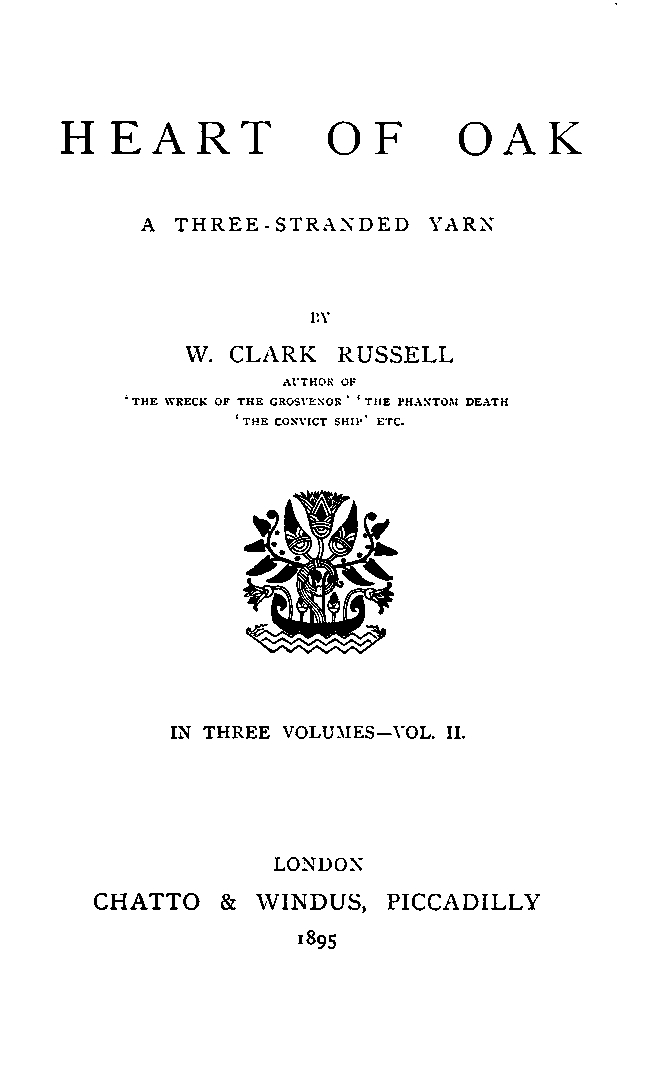 HEART OF OAK
A THREE-STRANDED YARN
BY
W. CLARK RUSSELL
AUTHOR OF
‘THE WRECK OF THE GROSVENOR’ ‘THE PHANTOM DEATH
‘THE CONVICT SHIP’ ETC.
IN THREE VOLUMES—VOL. II.
LONDON
CHATTO & WINDUS, PICCADILLY
1895